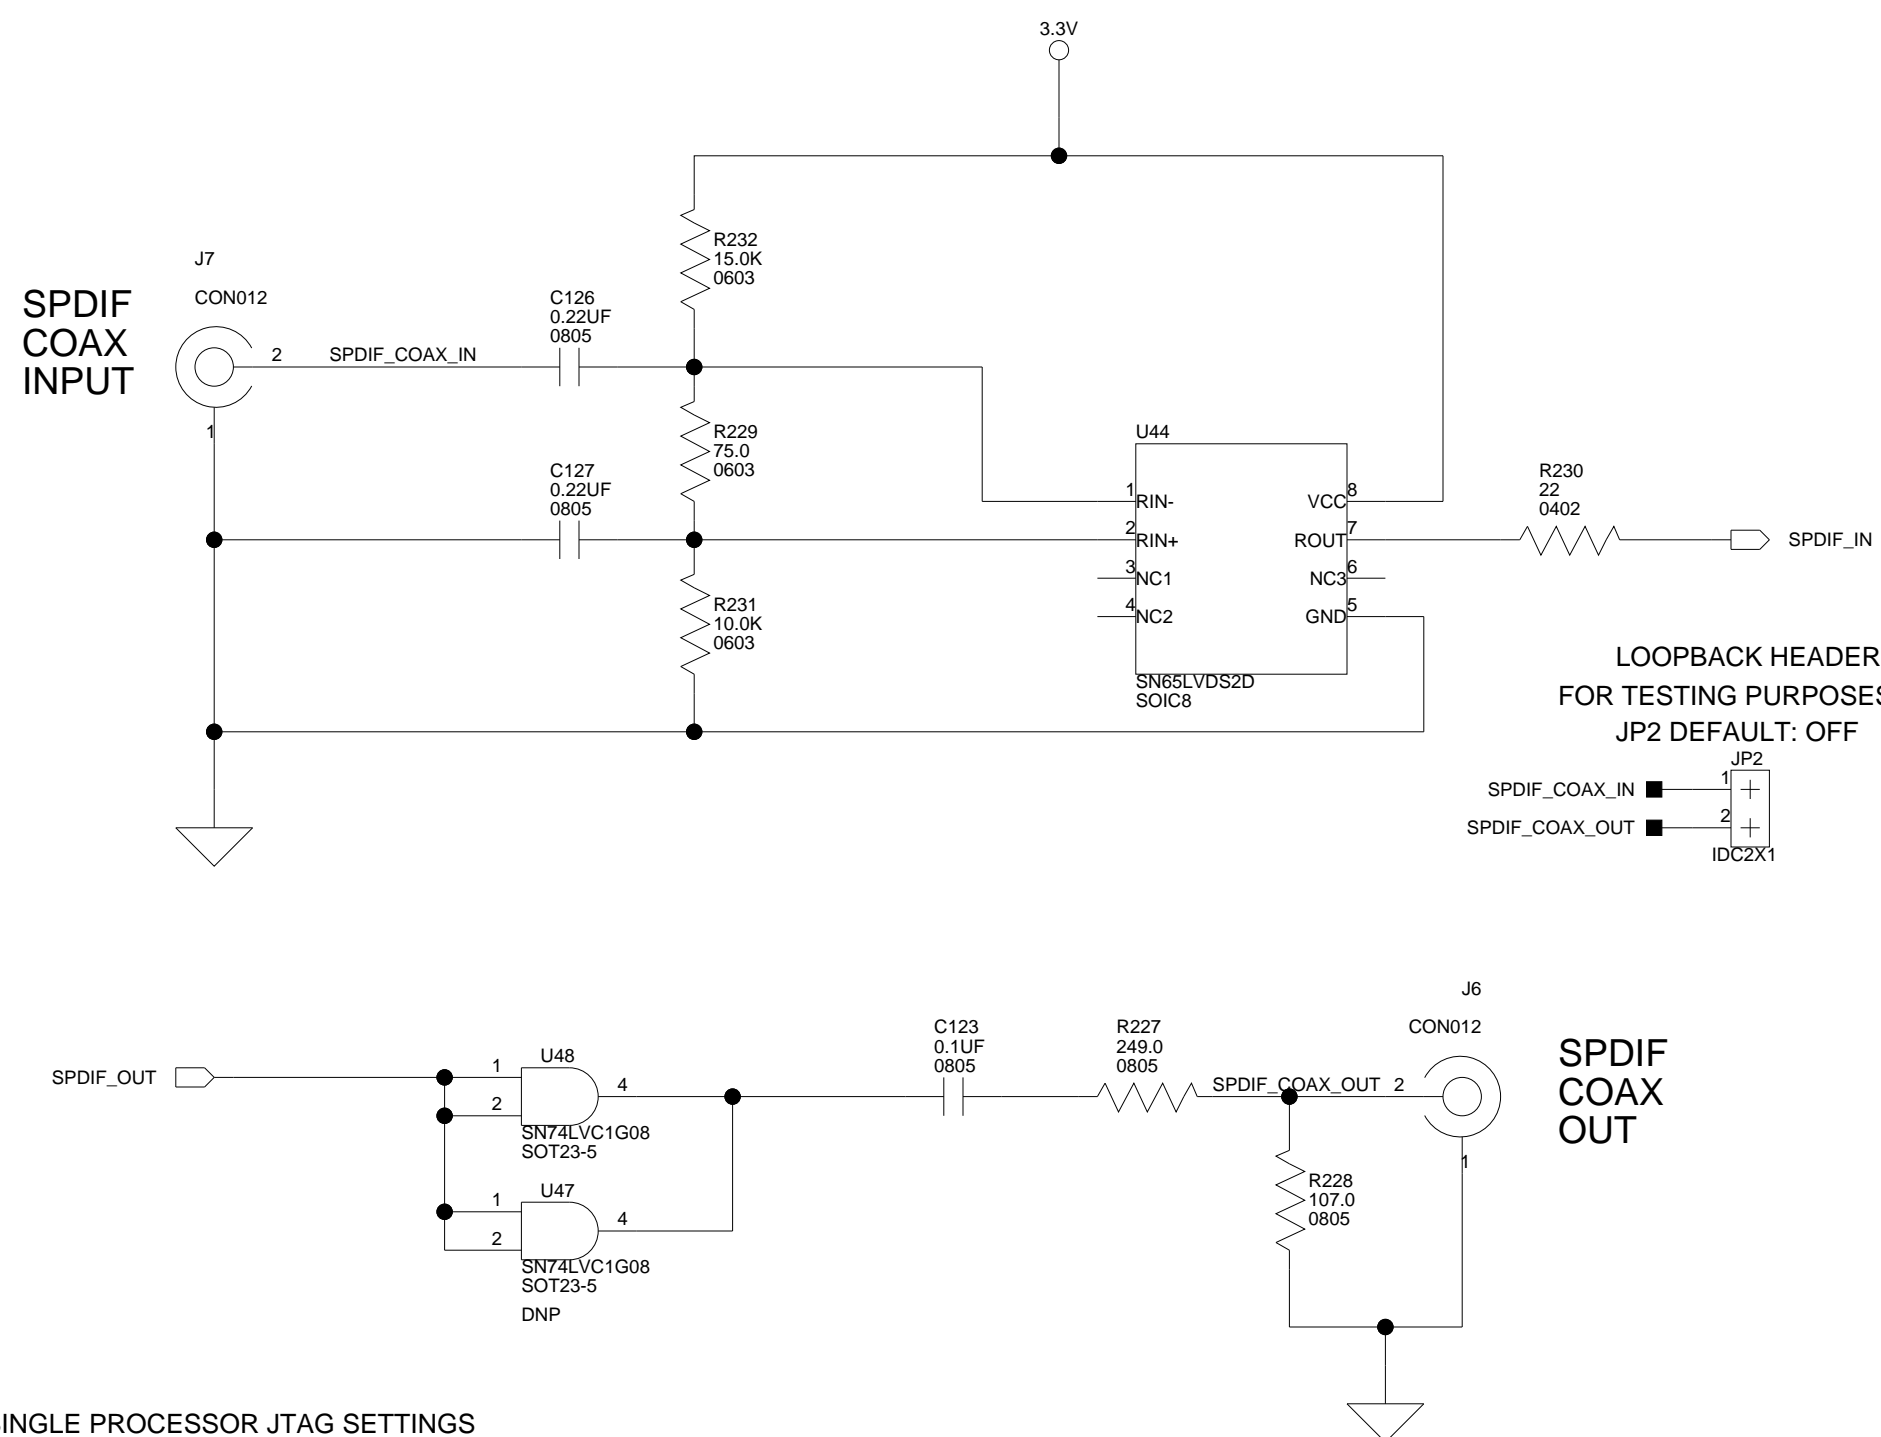 3.3V
J7
CON012
SPDIF
COAX
INPUT
2
SPDIF_COAX_IN
1
C126
0.22UF
0805
R232
15.0K
0603
R229
75.0
0603
C127
0.22UF
0805
R231
10.0K
0603
U44
1
RIN-
2
RIN+
3
NC1
4
NC2
VCC
8
ROUT
7
NC3
6
GND
5
SN65LVDS2D
SOIC8
R230
22
0402
SPDIF_IN
LOOPBACK HEADER
FOR TESTING PURPOSES
JP2 DEFAULT: OFF
JP2
SPDIF_COAX_IN
1
SPDIF_COAX_OUT
2
IDC2X1
SPDIF_OUT
1
2
U48
4
SN74LVC1G08
SOT23-5
1
2
U47
4
SN74LVC1G08
SOT23-5
DNP
C123
0.1UF
0805
R227
249.0
0805
SPDIF_COAX_OUT
2
J6
CON012
1
R228
107.0
0805
SPDIF
COAX
OUT
INGLE PROCESSOR JTAG SETTINGS